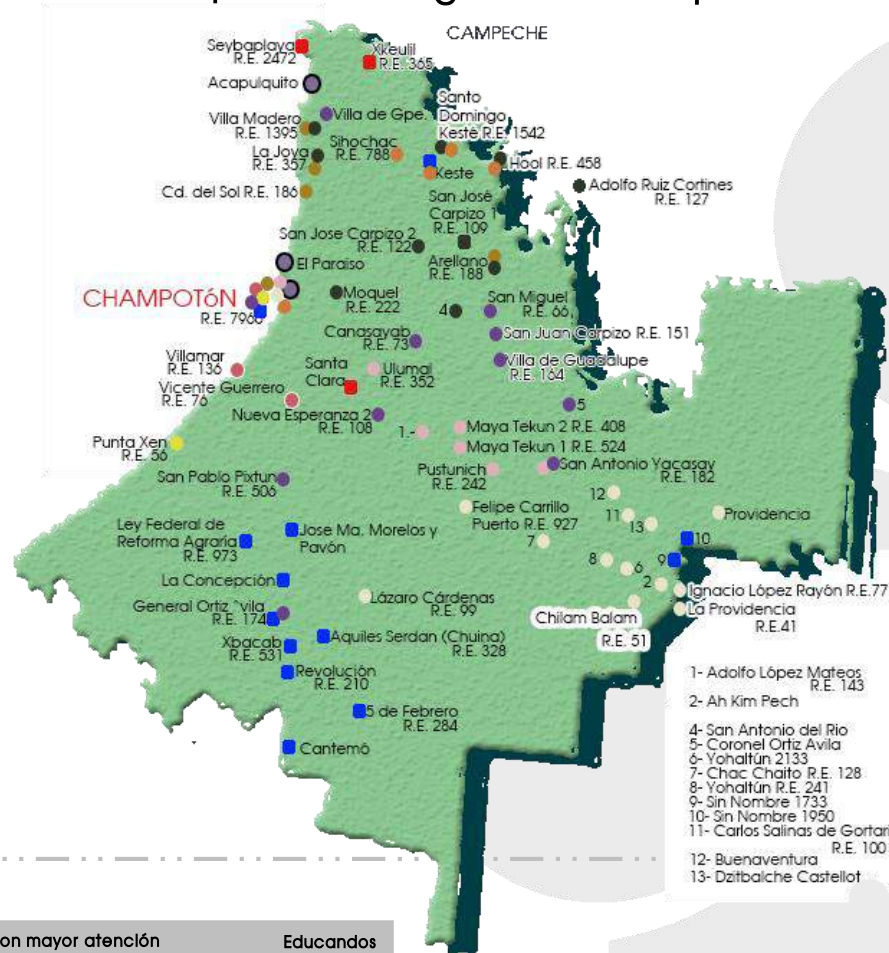 CAMPECHE
Seybaplaya
R.E. 2472
Xkeulil
R.E. 365
Acapulquito
Santo
Domingo
Kesté R.E. 1542
Villa de Gpe.
Villa Madero
R.E. 1395
Sihochac
R.E. 788
La Joya
R.E. 357
Keste
Hool R.E. 458
Cd. del Sol R.E. 186
Adolfo Ruiz Cortines
R.E. 127
San José
Carpizo 1
R.E. 109
San Jose Carpizo 2
R.E. 122
El Paraiso
Arellano
R.E. 188
CHAMPOTóN
R.E. 7966
Moquel
R.E. 222
4
San Miguel
R.E. 66
Canasayab
R.E. 73
San Juan Carpizo R.E. 151
Villamar
R.E. 136
Santa
Clara
Ulumal
R.E. 352
Villa de Guadalupe
R.E. 164
Vicente Guerrero
R.E. 76
Nueva Esperanza 2
R.E. 108
5
1.-
Maya Tekun 2 R.E. 408
Maya Tekun 1 R.E. 524
Punta Xen
R.E. 56
Pustunich
R.E. 242
San Antonio Yacasay
R.E. 182
San Pablo Pixtun
R.E. 506
12
Felipe Carrillo
Puerto R.E. 927
11
13
Providencia
Ley Federal de
Reforma Agraria
R.E. 973
Jose Ma. Morelos y
Pavón
7
10
9
8
6
2
La Concepción
Lázaro Cárdenas
R.E. 99
Ignacio López Rayón R.E.77
La Providencia
R.E.41
General Ortiz ^vila
R.E. 174
Chilam Balam
R.E. 51
Xbacab
R.E. 531
Aquiles Serdan (Chuina)
R.E. 328
Revolución
R.E. 210
5 de Febrero
R.E. 284
Cantemó
1- Adolfo López Mateos
R.E. 143
2- Ah Kim Pech
4- San Antonio del Rio
5- Coronel Ortiz Avila
6- Yohaltún 2133
7- Chac Chaito R.E. 128
8- Yohaltún R.E. 241
9- Sin Nombre 1733
10- Sin Nombre 1950
11- Carlos Salinas de Gortari
R.E. 100
12- Buenaventura
13- Dzitbalche Castellot
on mayor atención Educandos